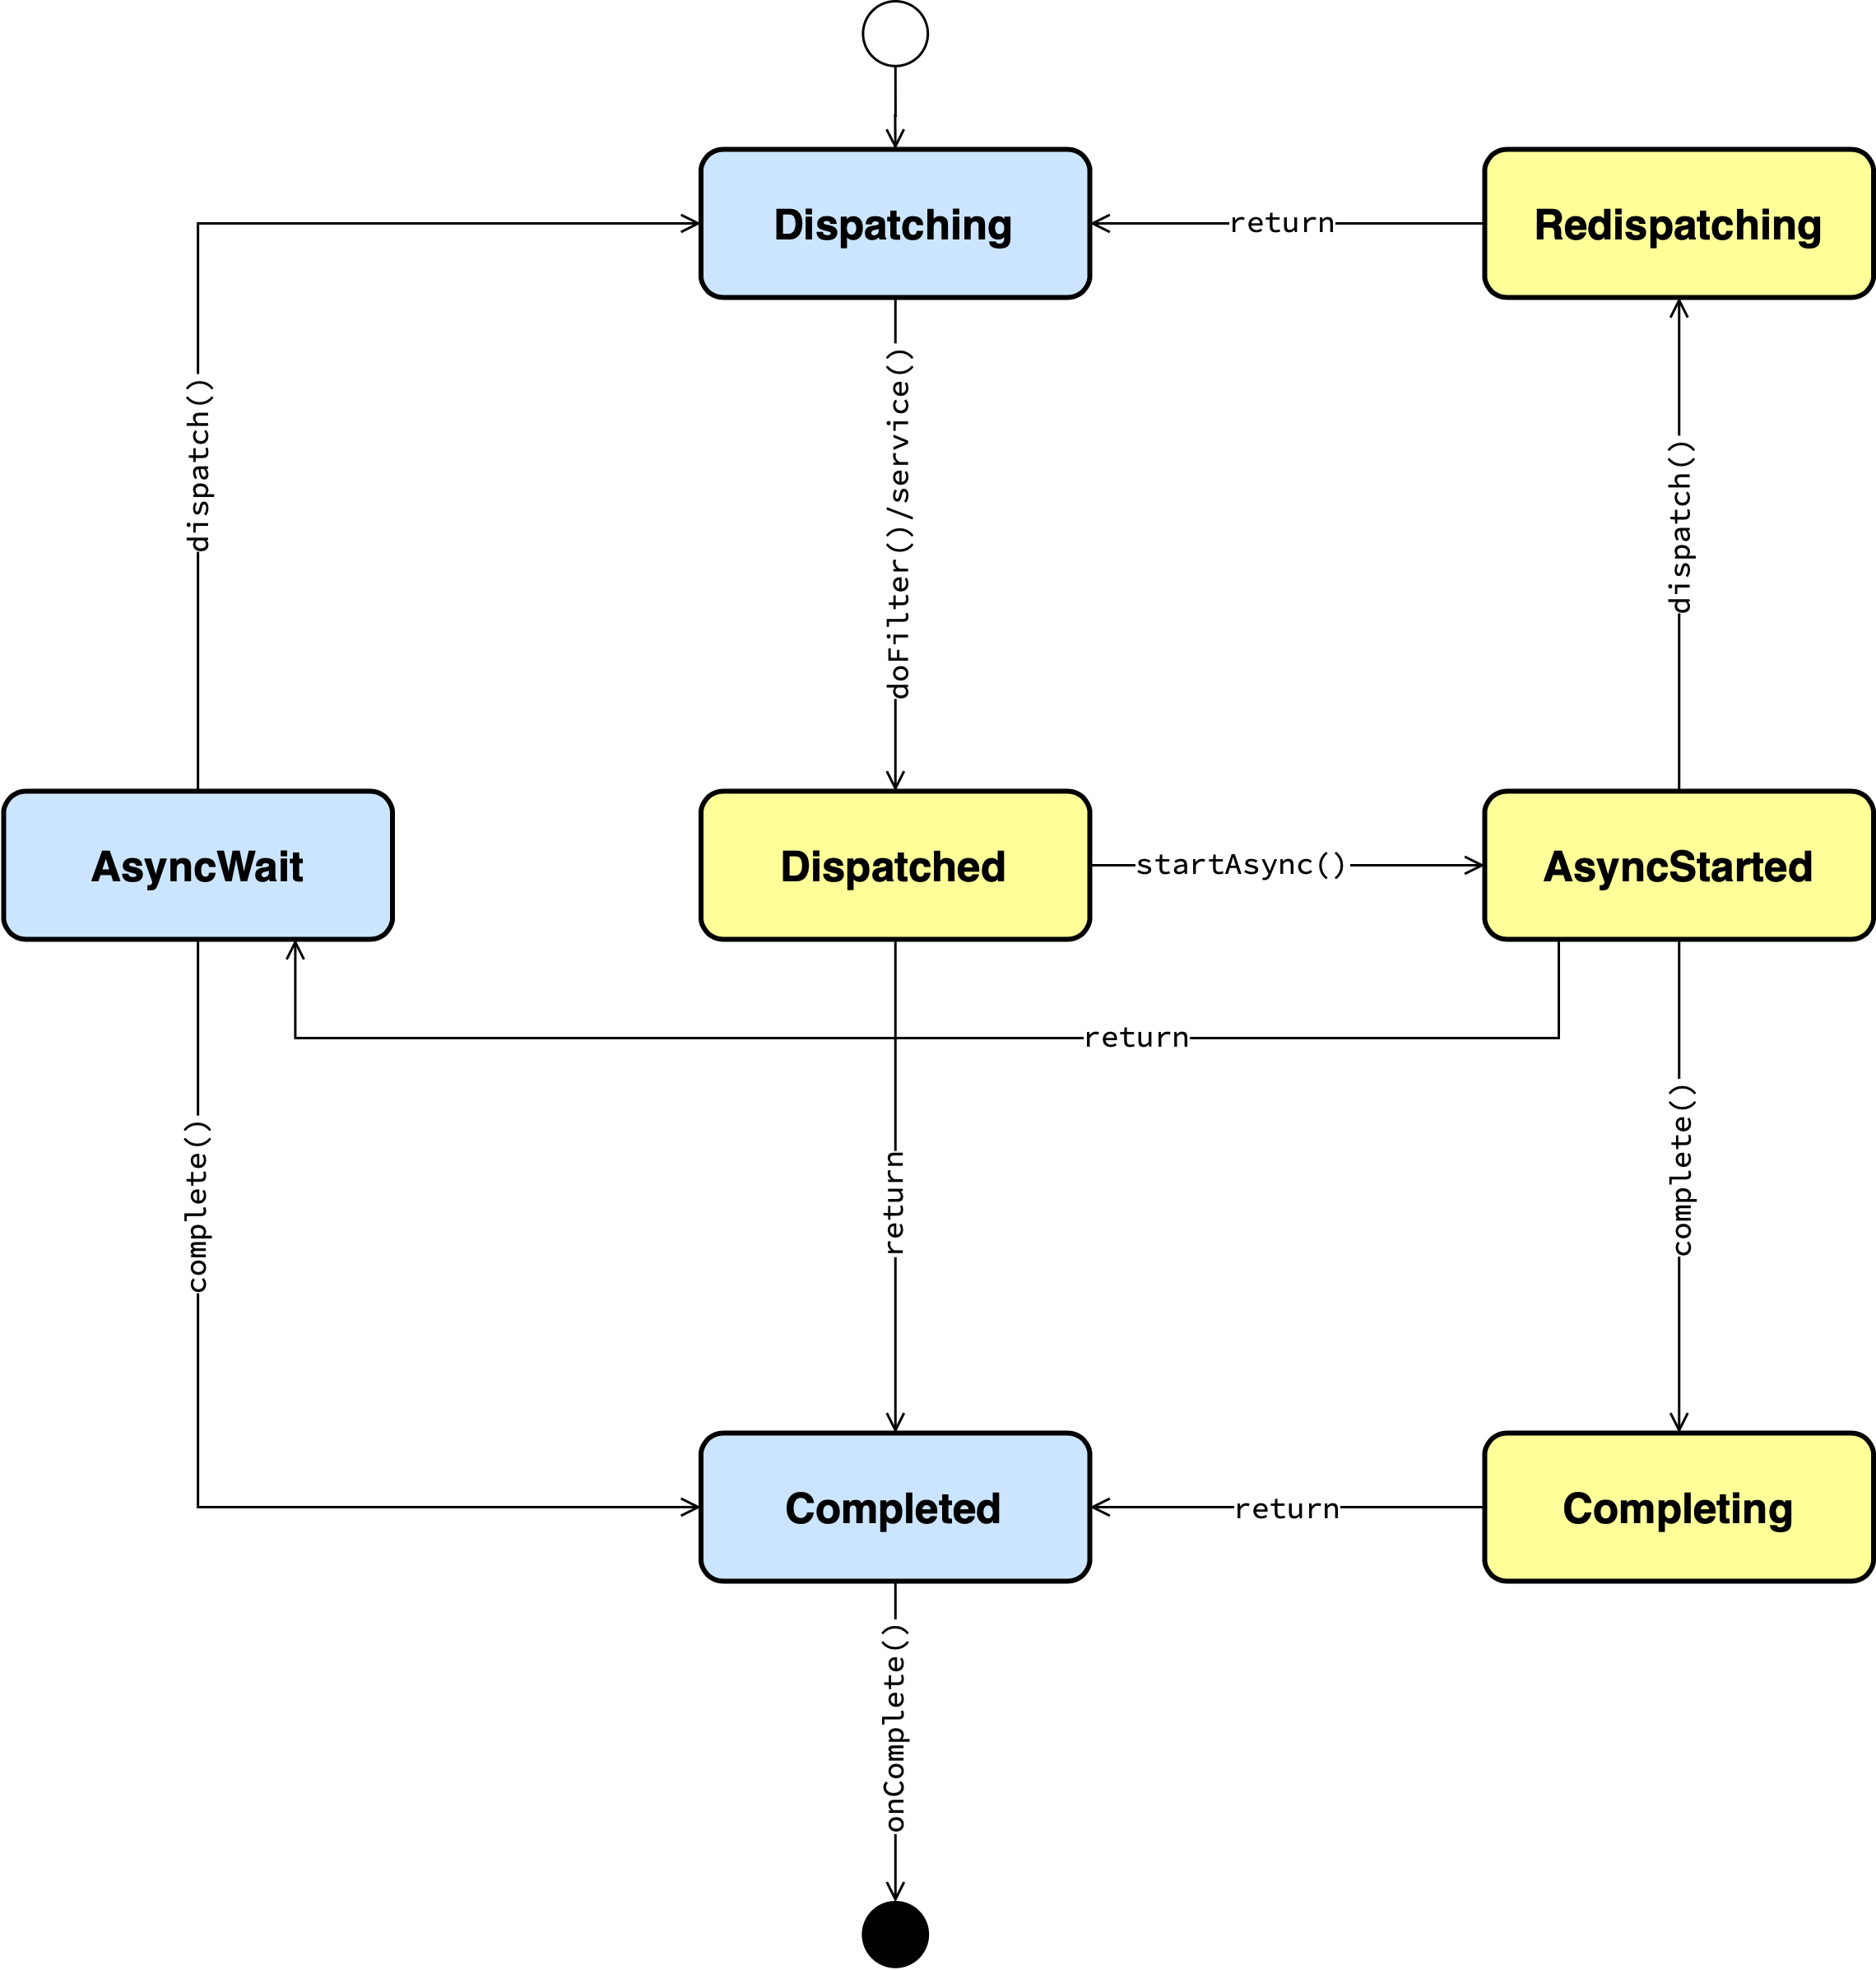 Dispatching
return
Redispatching
dispatch()
doFilter()/service()
dispatch()
AsyncWait
Dispatched
startAsync()
AsyncStarted
return
complete()
return
complete()
Completed
return
Completing
onComplete()